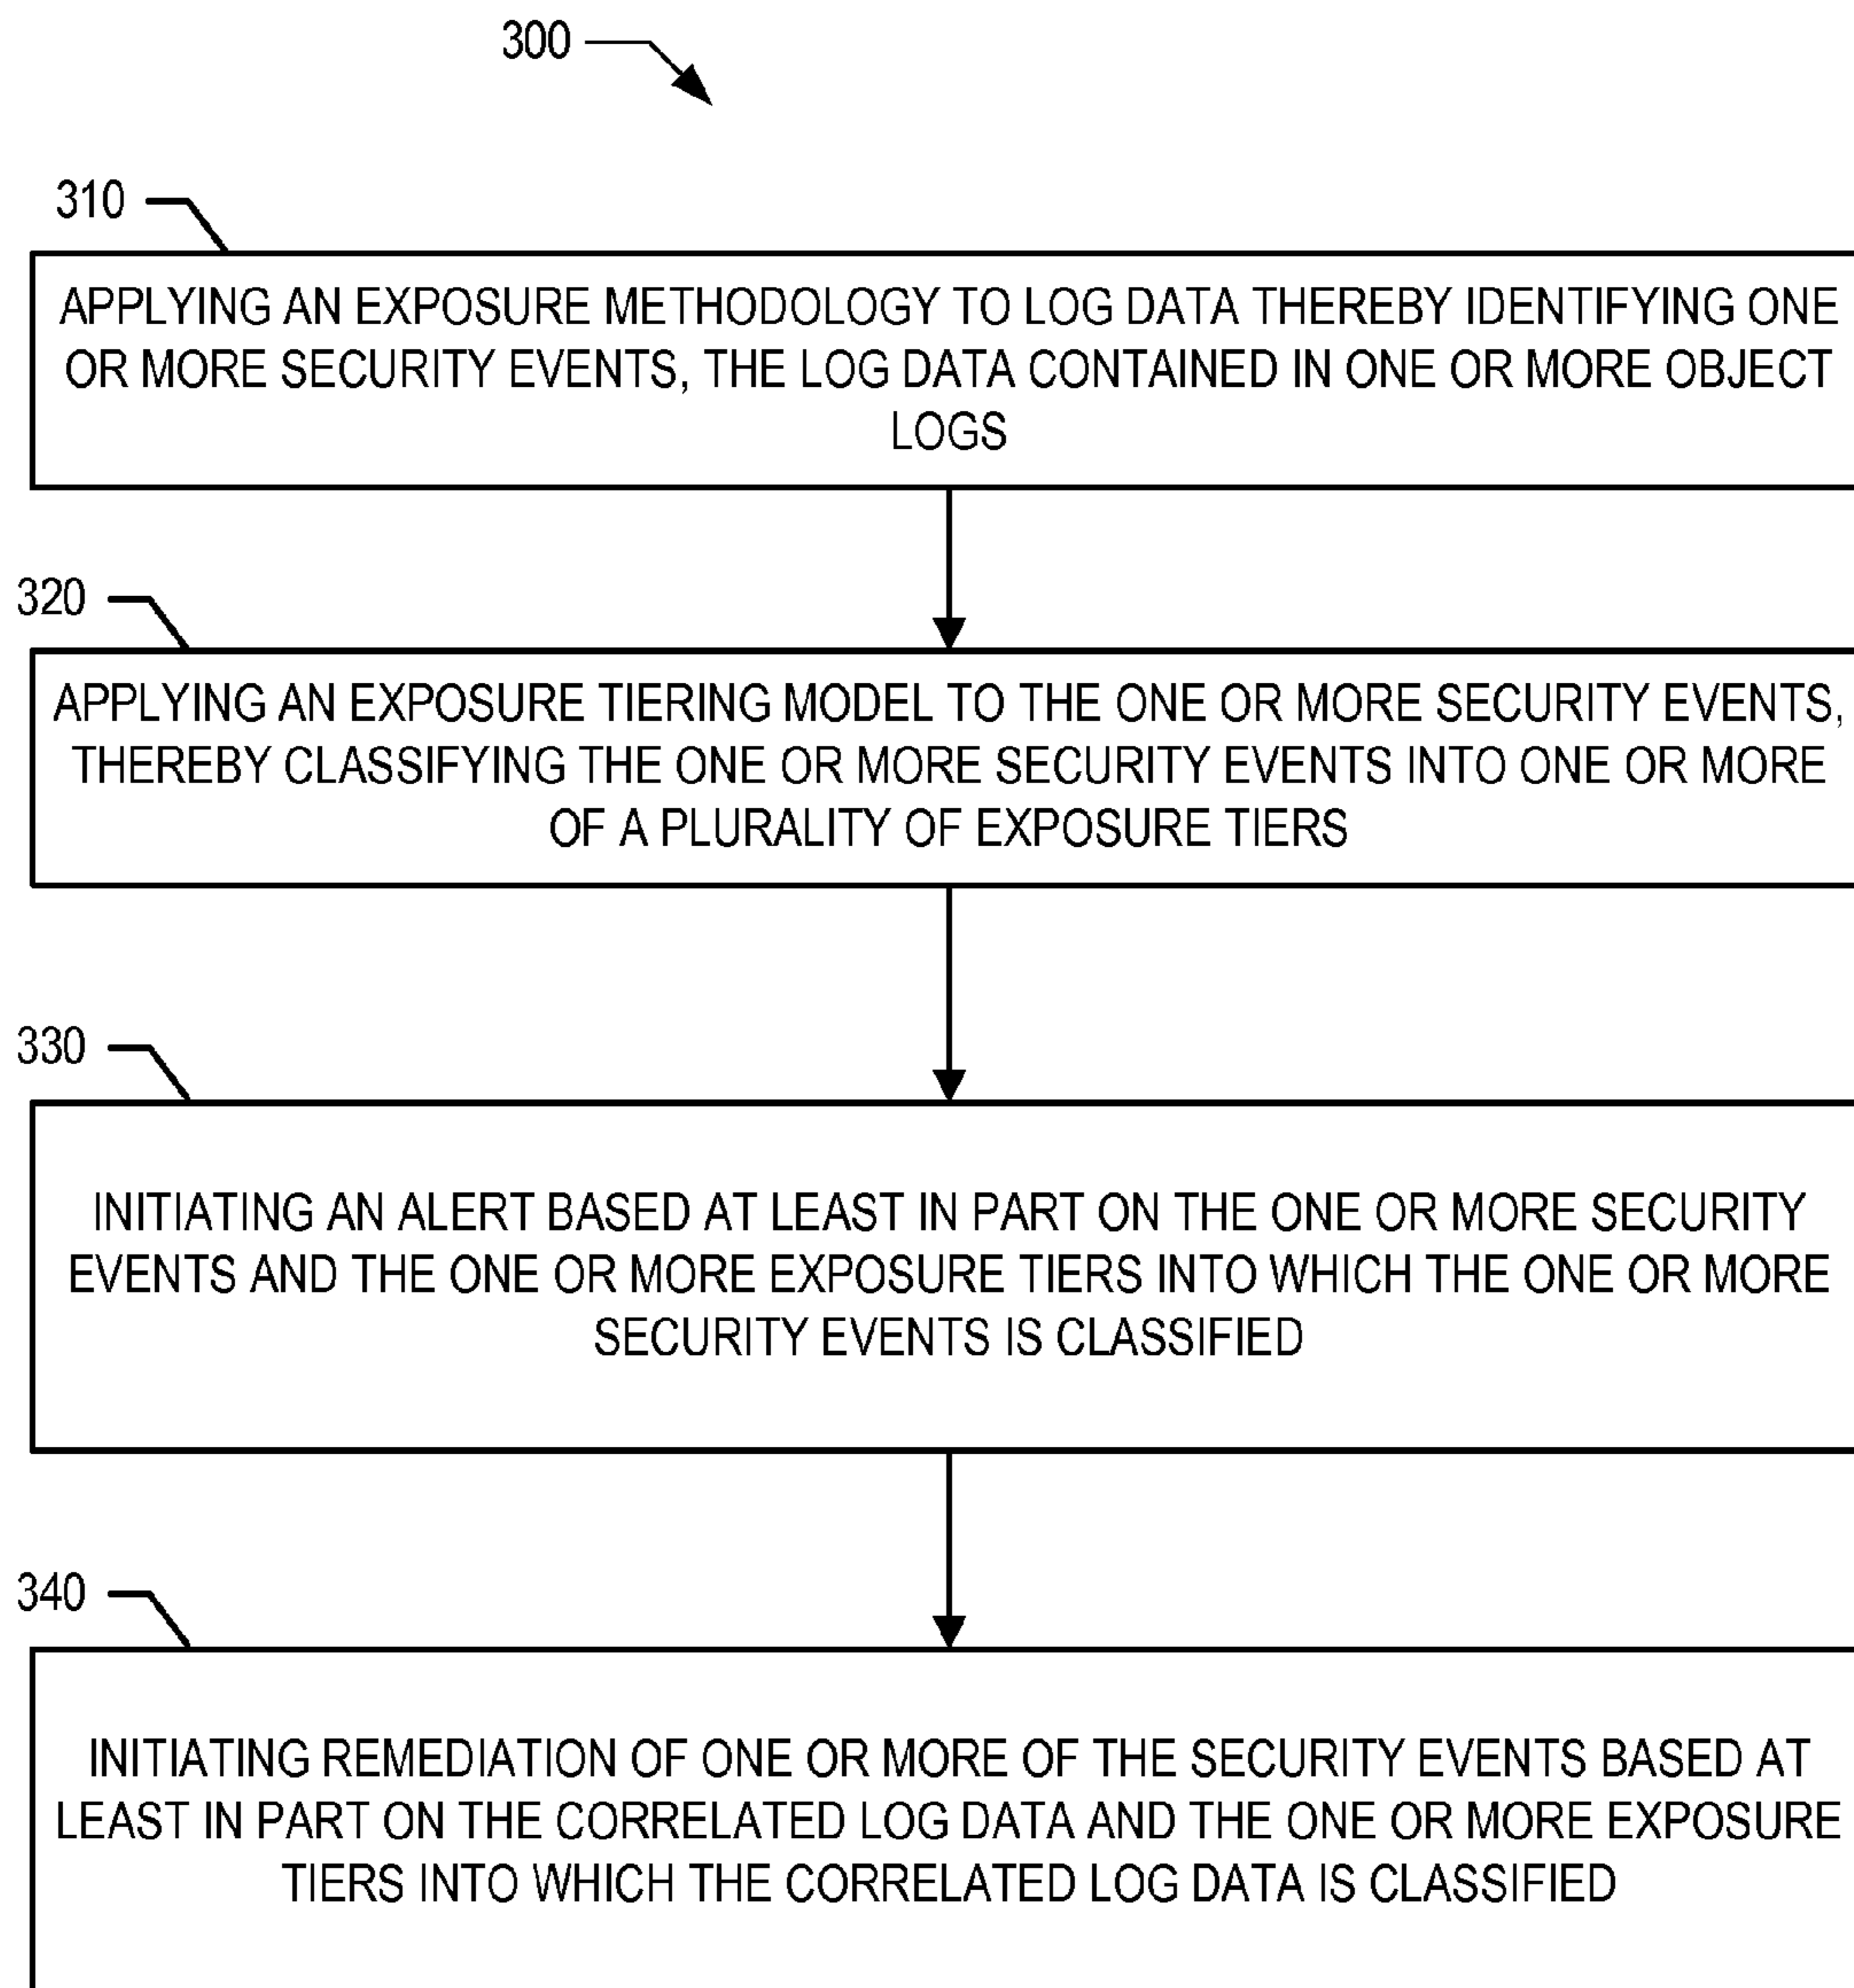 300
310
APPLYING AN EXPOSURE METHODOLOGY TO LOG DATA THEREBY IDENTIFYING ONE
OR MORE SECURITY EVENTS, THE LOG DATA CONTAINED IN ONE OR MORE OBJECT
LOGS
320
APPLYING AN EXPOSURE TIERING MODEL TO THE ONE OR MORE SECURITY EVENTS,
THEREBY CLASSIFYING THE ONE OR MORE SECURITY EVENTS INTO ONE OR MORE
OF A PLURALITY OF EXPOSURE TIERS
330
INITIATING AN ALERT BASED AT LEAST IN PART ON THE ONE OR MORE SECURITY
EVENTS AND THE ONE OR MORE EXPOSURE TIERS INTO WHICH THE ONE OR MORE
SECURITY EVENTS IS CLASSIFIED
340
INITIATING REMEDIATION OF ONE OR MORE OF THE SECURITY EVENTS BASED AT
LEAST IN PART ON THE CORRELATED LOG DATA AND THE ONE OR MORE EXPOSURE
TIERS INTO WHICH THE CORRELATED LOG DATA IS CLASSIFIED